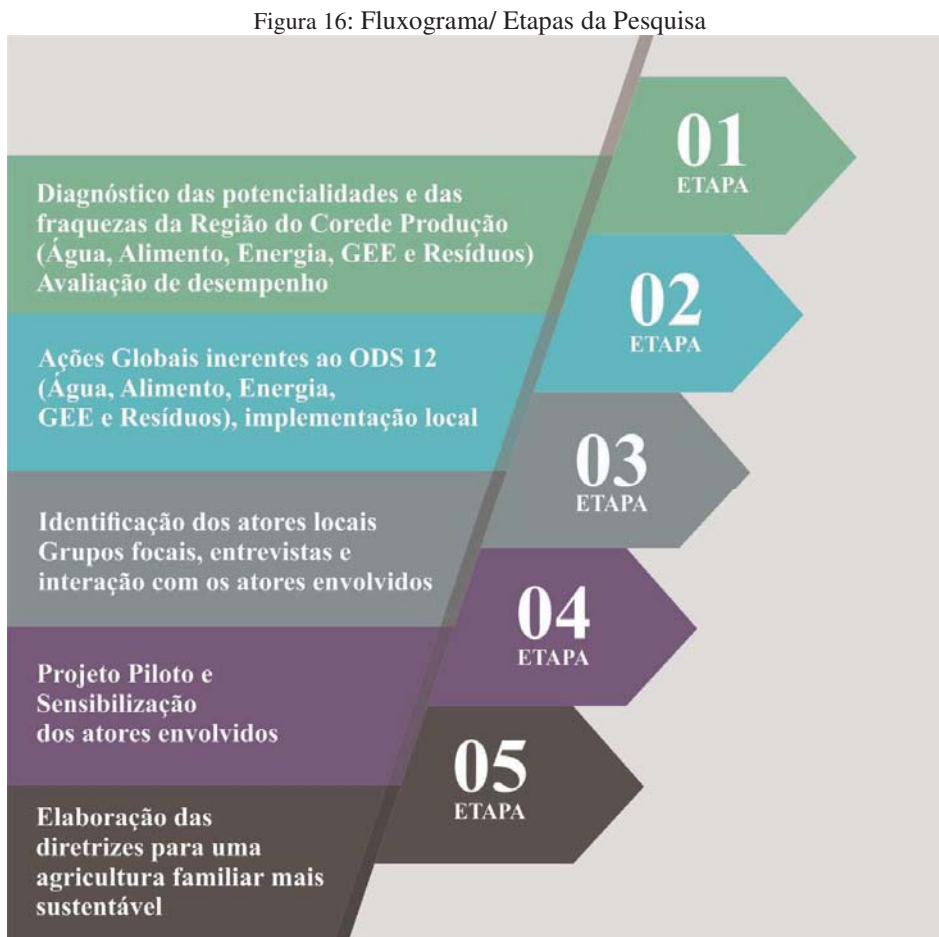 Figura 16: Fluxograma/ Etapas da Pesquisa
01
ETAPA
Diagnóstico das potencialidades e das
fraquezas da Região do Corede Produção
(Água, Alimento, Energia, GEE e Resíduos)
Avaliação de desempenho
02
ETAPA
Ações Globais inerentes ao ODS 12
(Água, Alimento, Energia,
GEE e Resíduos), implementação local
03
ETAPA
Identificação dos atores locais
Grupos focais, entrevistas e
interação com os atores envolvidos
04
ETAPA
Projeto Piloto e
Sensibilização
dos atores envolvidos
05
ETAPA
Elaboração das
diretrizes para uma
agricultura familiar mais
sustentável